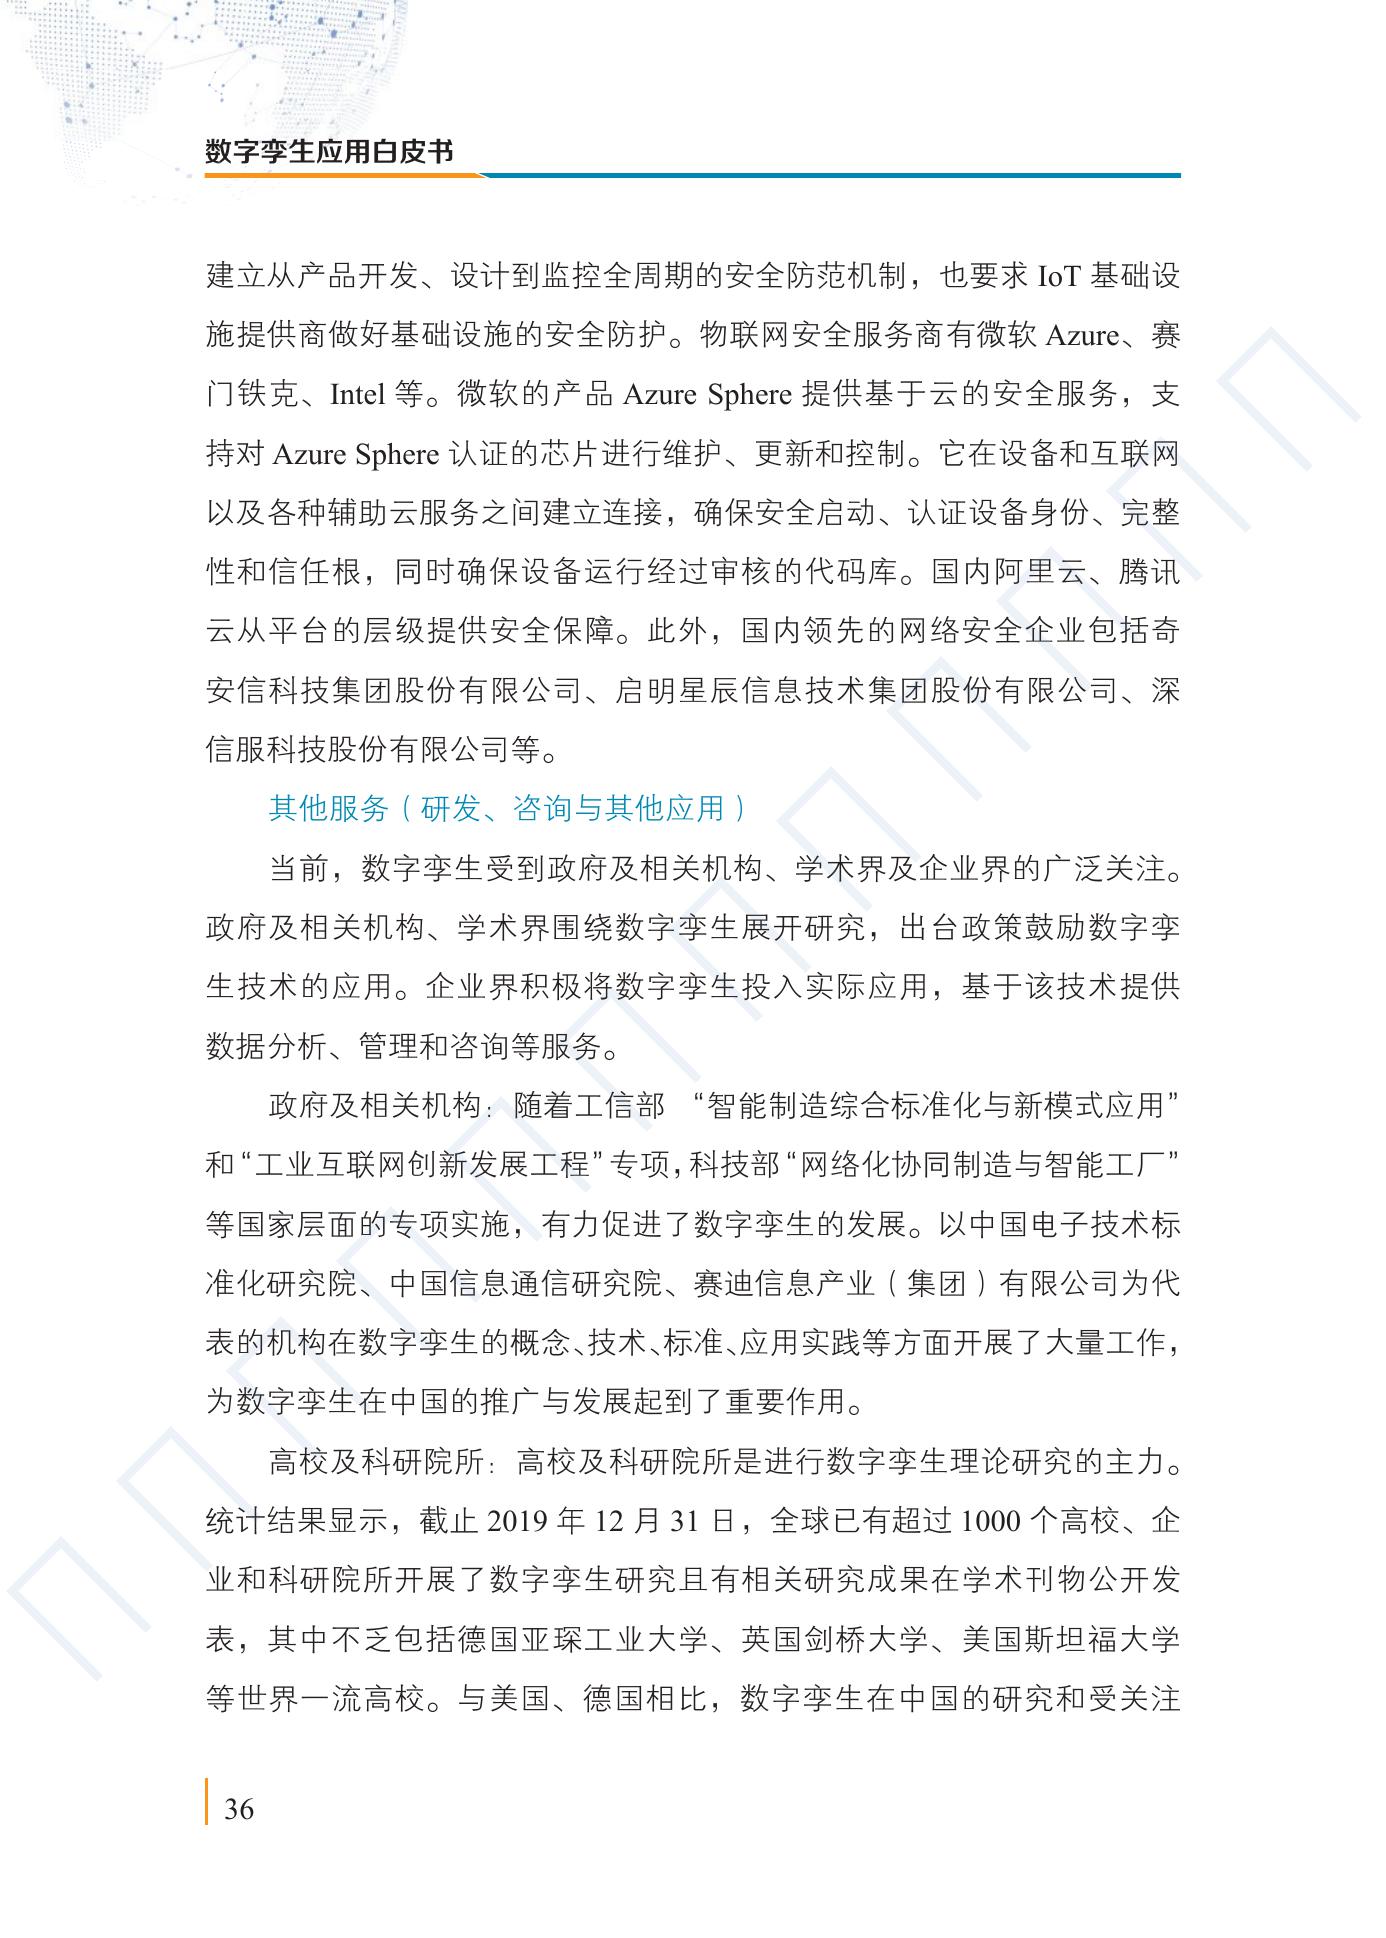 数字孪生应用白皮书
建立从产品开发、设计到监控全周期的安全防范机制，也要求 IoT 基础设
施提供商做好基础设施的安全防护。物联网安全服务商有微软 Azure、赛
门铁克、Intel 等。微软的产品 Azure Sphere 提供基于云的安全服务，支
持对 Azure Sphere 认证的芯片进行维护、更新和控制。它在设备和互联网
以及各种辅助云服务之间建立连接，确保安全启动、认证设备身份、完整
性和信任根，同时确保设备运行经过审核的代码库。国内阿里云、腾讯
云从平台的层级提供安全保障。此外，国内领先的网络安全企业包括奇
安信科技集团股份有限公司、启明星辰信息技术集团股份有限公司、深
信服科技股份有限公司等。
其他服务（研发、咨询与其他应用）
当前，数字孪生受到政府及相关机构、学术界及企业界的广泛关注。
政府及相关机构、学术界围绕数字孪生展开研究，出台政策鼓励数字孪
生技术的应用。企业界积极将数字孪生投入实际应用，基于该技术提供
数据分析、管理和咨询等服务。
政府及相关机构：随着工信部 “智能制造综合标准化与新模式应用”
和“工业互联网创新发展工程”专项，科技部“网络化协同制造与智能工厂”
等国家层面的专项实施，有力促进了数字孪生的发展。以中国电子技术标
准化研究院、中国信息通信研究院、赛迪信息产业（集团）有限公司为代
表的机构在数字孪生的概念、技术、标准、应用实践等方面开展了大量工作，
为数字孪生在中国的推广与发展起到了重要作用。
高校及科研院所：高校及科研院所是进行数字孪生理论研究的主力。
统计结果显示，截止 2019 年 12 月 31 日，全球已有超过 1000 个高校、企
业和科研院所开展了数字孪生研究且有相关研究成果在学术刊物公开发
表，其中不乏包括德国亚琛工业大学、英国剑桥大学、美国斯坦福大学
等世界一流高校。与美国、德国相比，数字孪生在中国的研究和受关注
36